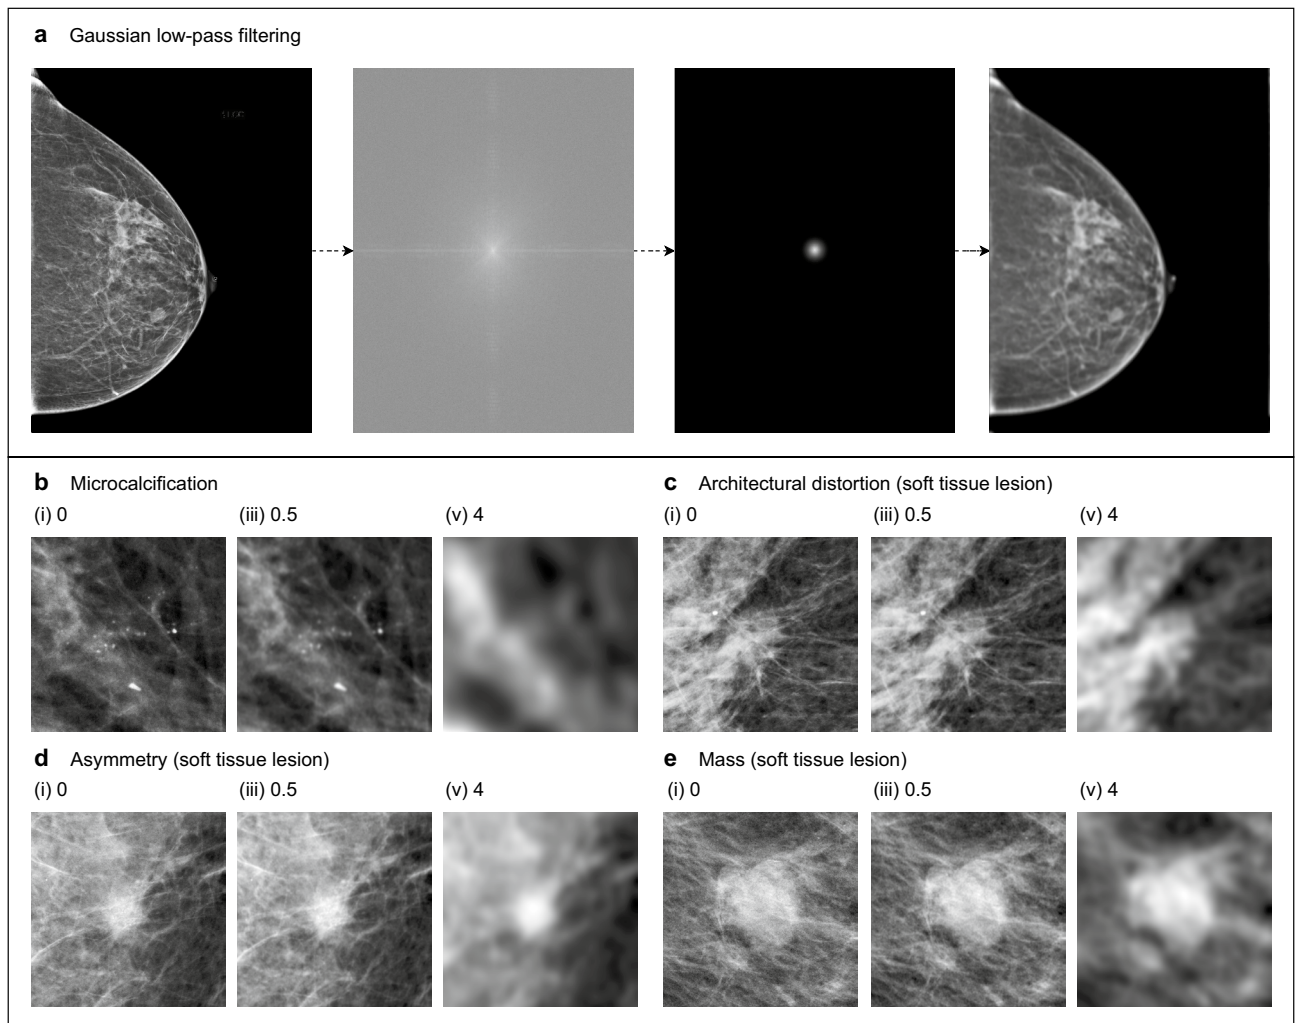 a Gaussian low-pass filtering
b Microcalcification
(i) 0 (iii) 0.5 (v) 4
c Architectural distortion (soft tissue lesion)
(i) 0 (iii) 0.5 (v) 4
d Asymmetry (soft tissue lesion)
(i) 0 (iii) 0.5 (v) 4
e Mass (soft tissue lesion)
(i) 0 (iii) 0.5 (v) 4